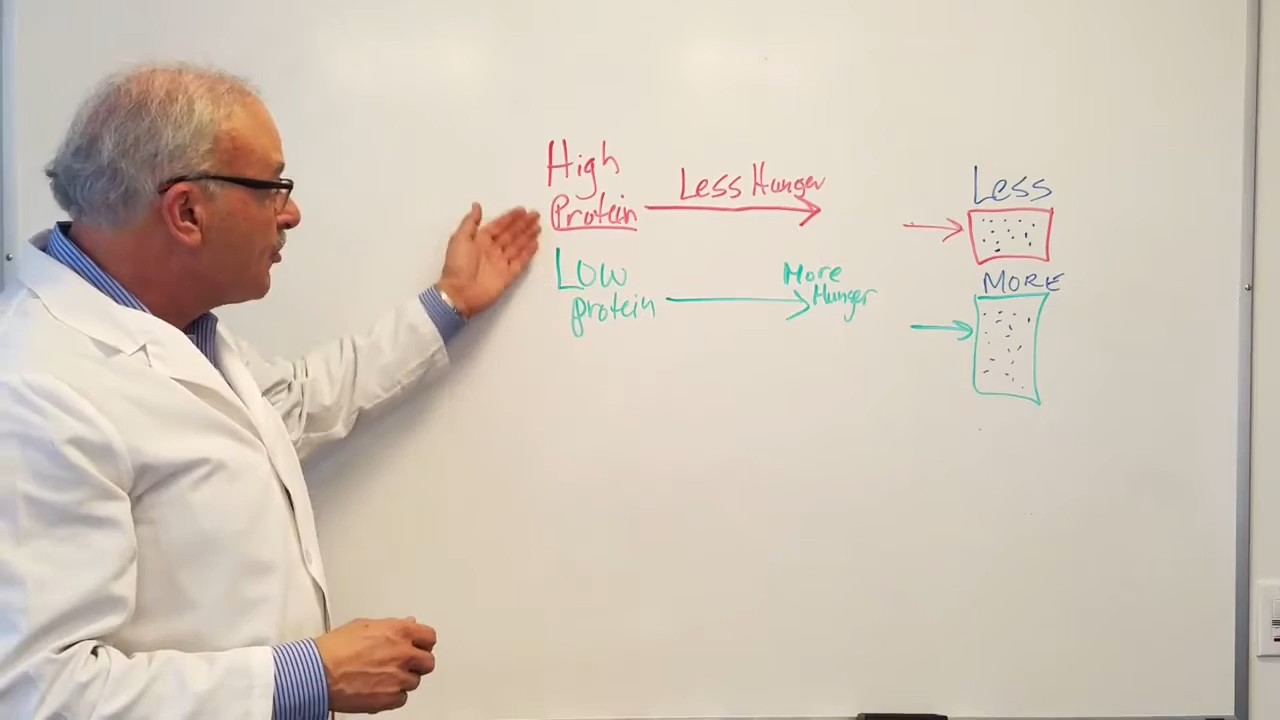 High
Protein
Less Hunger
Less
Low
protein
More
Hunger
MORE